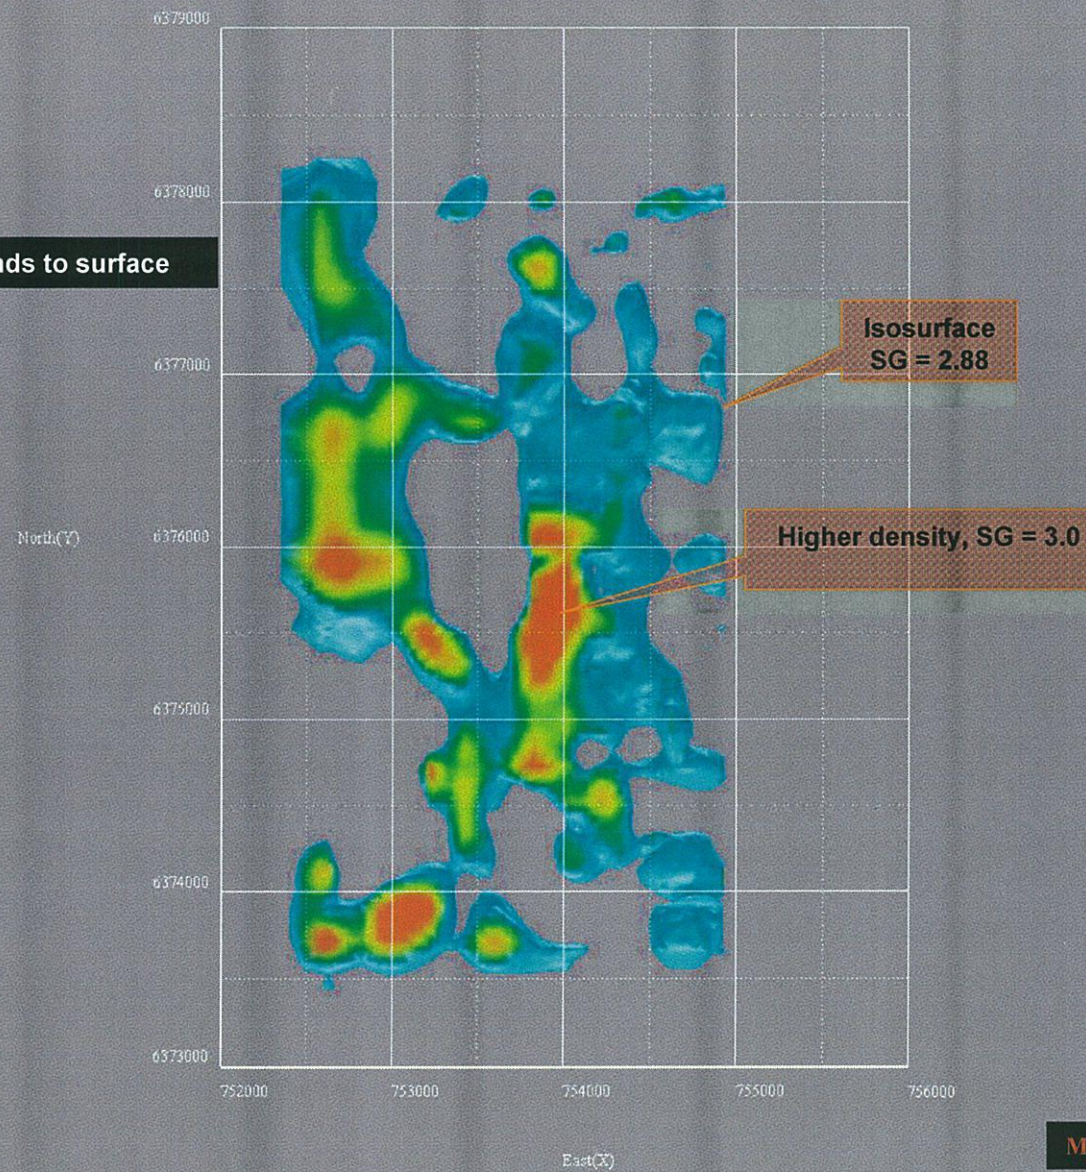 6379000
6378000
nds to surface
Isosurface
SG = 2.88
6377000
North(Y)
6376000
Higher density, SG = 3.0
6375000
6374000
6373000
752000 753000 754000 755000 756000
East(X)
M